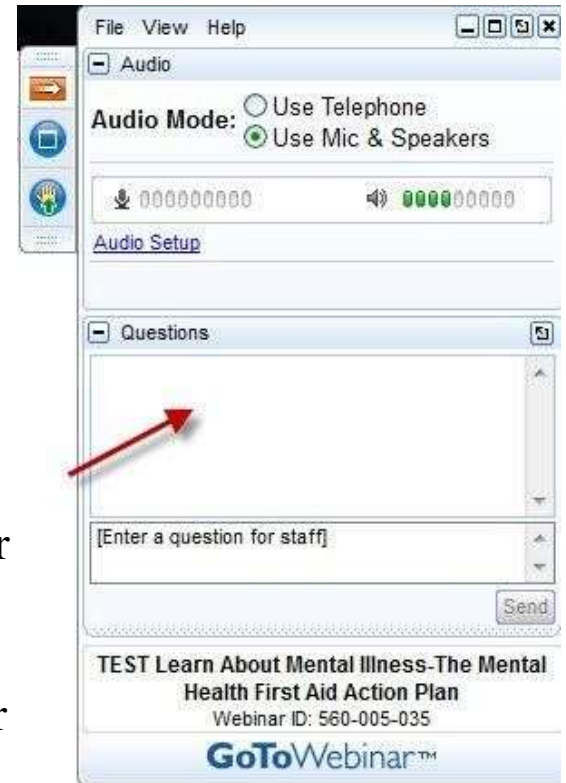 File View Help
Audio
Audio Mode: Use Telephone
Use Mic & Speakers
Audio Setup
Questions
[Enter a question for staff]
r
Send
TEST Learn About Mental Illness-The Mental
Health First Aid Action Plan
r
Webinar ID: 560-005-035
GoToWebinar™